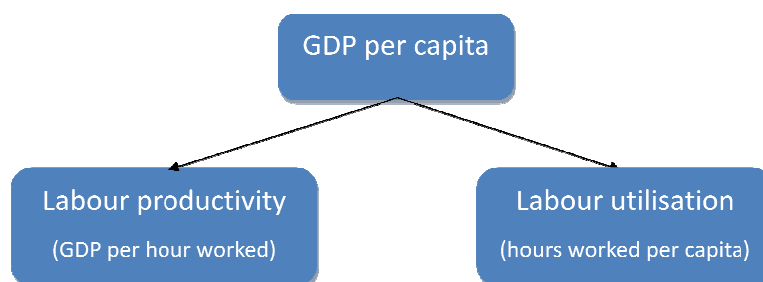 GDP per capita
Labour productivity
(GDP per hour worked)
Labour utilisation
(hours worked per capita)